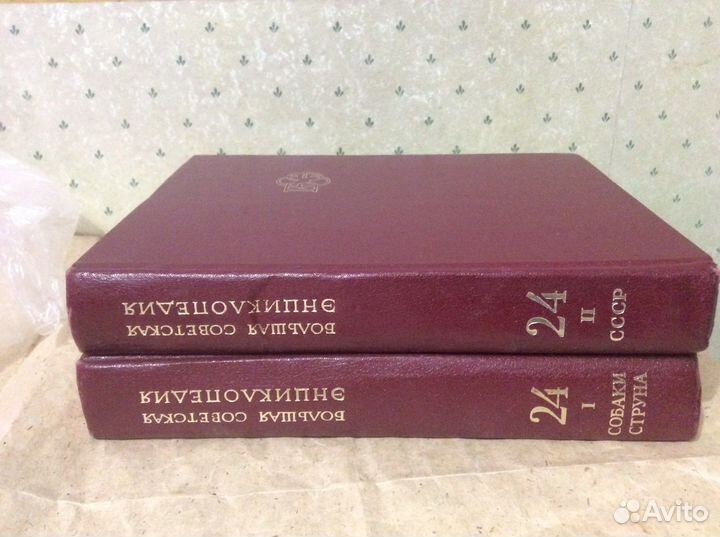 БОЛЬШАЯ СОВЕТСКАЯ
ЭНЦИКЛОПЕДИЯ
24
II
СССР
БОЛЬШАЯ СОВЕТСКАЯ
ЭНЦИКЛОПЕДИЯ
24
I
СОБАКИ
СТРУНА
Avito